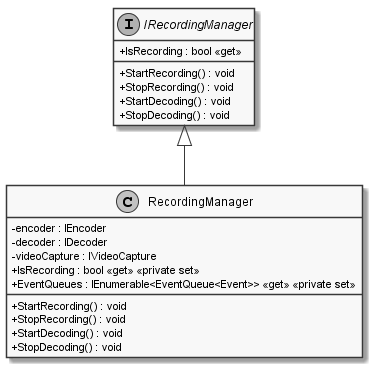 I IRecordingManager
+IsRecording : bool «get»
+StartRecording() : void
+StopRecording() : void
+StartDecoding() : void
+StopDecoding() : void
C RecordingManager
-encoder : IEncoder
-decoder : IDecoder
-videoCapture : IVideoCapture
+IsRecording : bool «get» «private set»
+EventQueues : IEnumerable<EventQueue<Event>> «get» «private set»
+StartRecording() : void
+StopRecording() : void
+StartDecoding() : void
+StopDecoding() : void